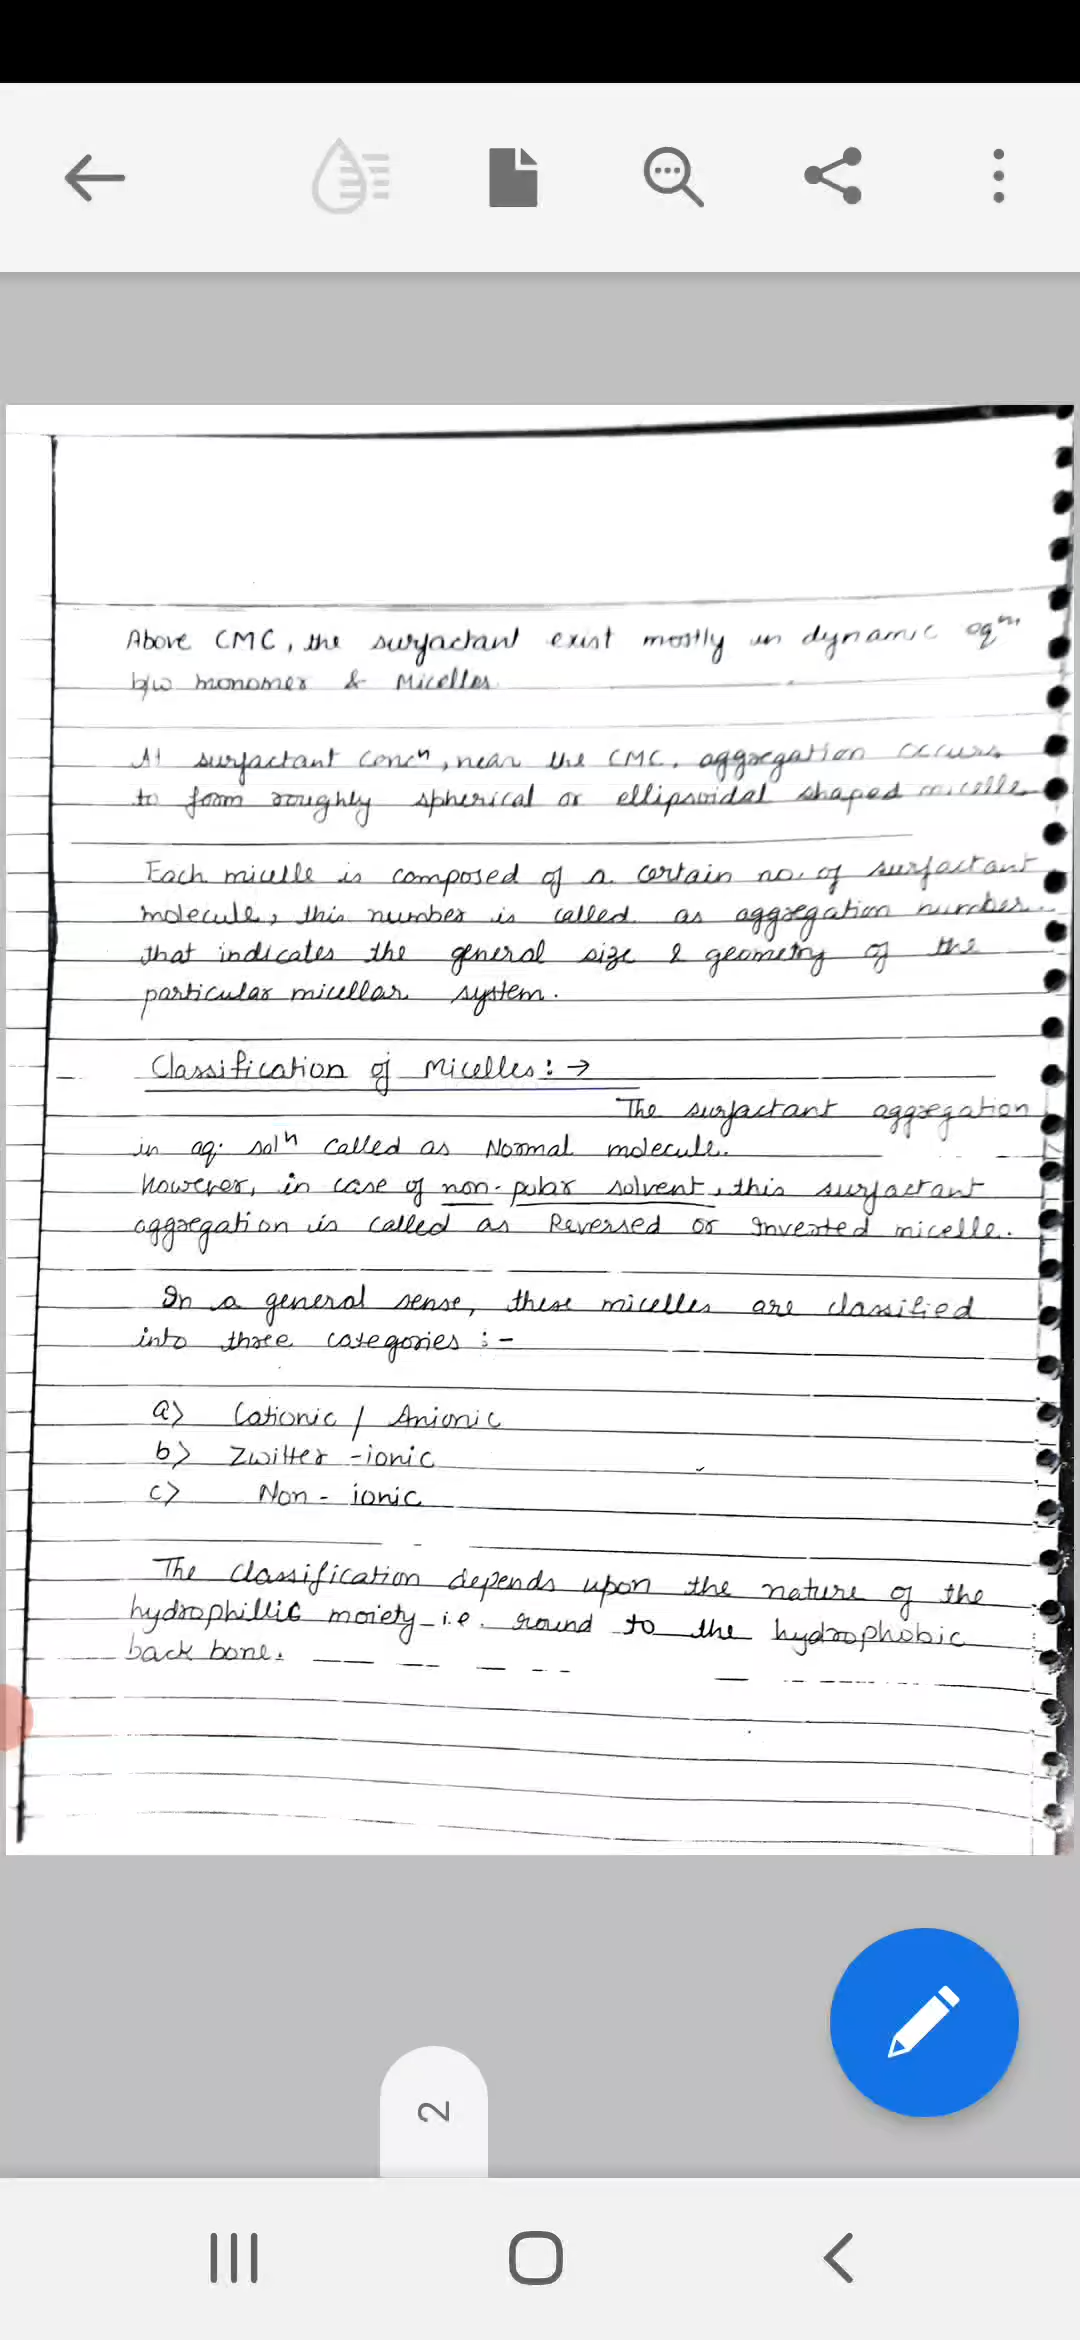 Above CMC, the surfactant exist mostly in dynamic eqm.
b/w monomer & Micelles.
At surfactant concn, near the CMC, aggregation occurs
to form roughly spherical or ellipsoidal shaped micelle
Each micelle is composed of a certain no. of surfactant
molecule, this number is called as aggregation number
that indicates the general size & geometry of the
particular micellar system.
Classification of Micelles: →
The surfactant aggregation
in aq. soln called as Normal molecule.
However, in case of non-polar solvent, this surfactant
aggregation is called as Reversed or Inverted micelle.
In a general sense, these micelles are classified
into three categories :-
a> Cationic / Anionic
b> Zwitter-ionic
c> Non-ionic
The classification depends upon the nature of the
hydrophillic moiety i.e. round to the hydrophobic
back bone.
2